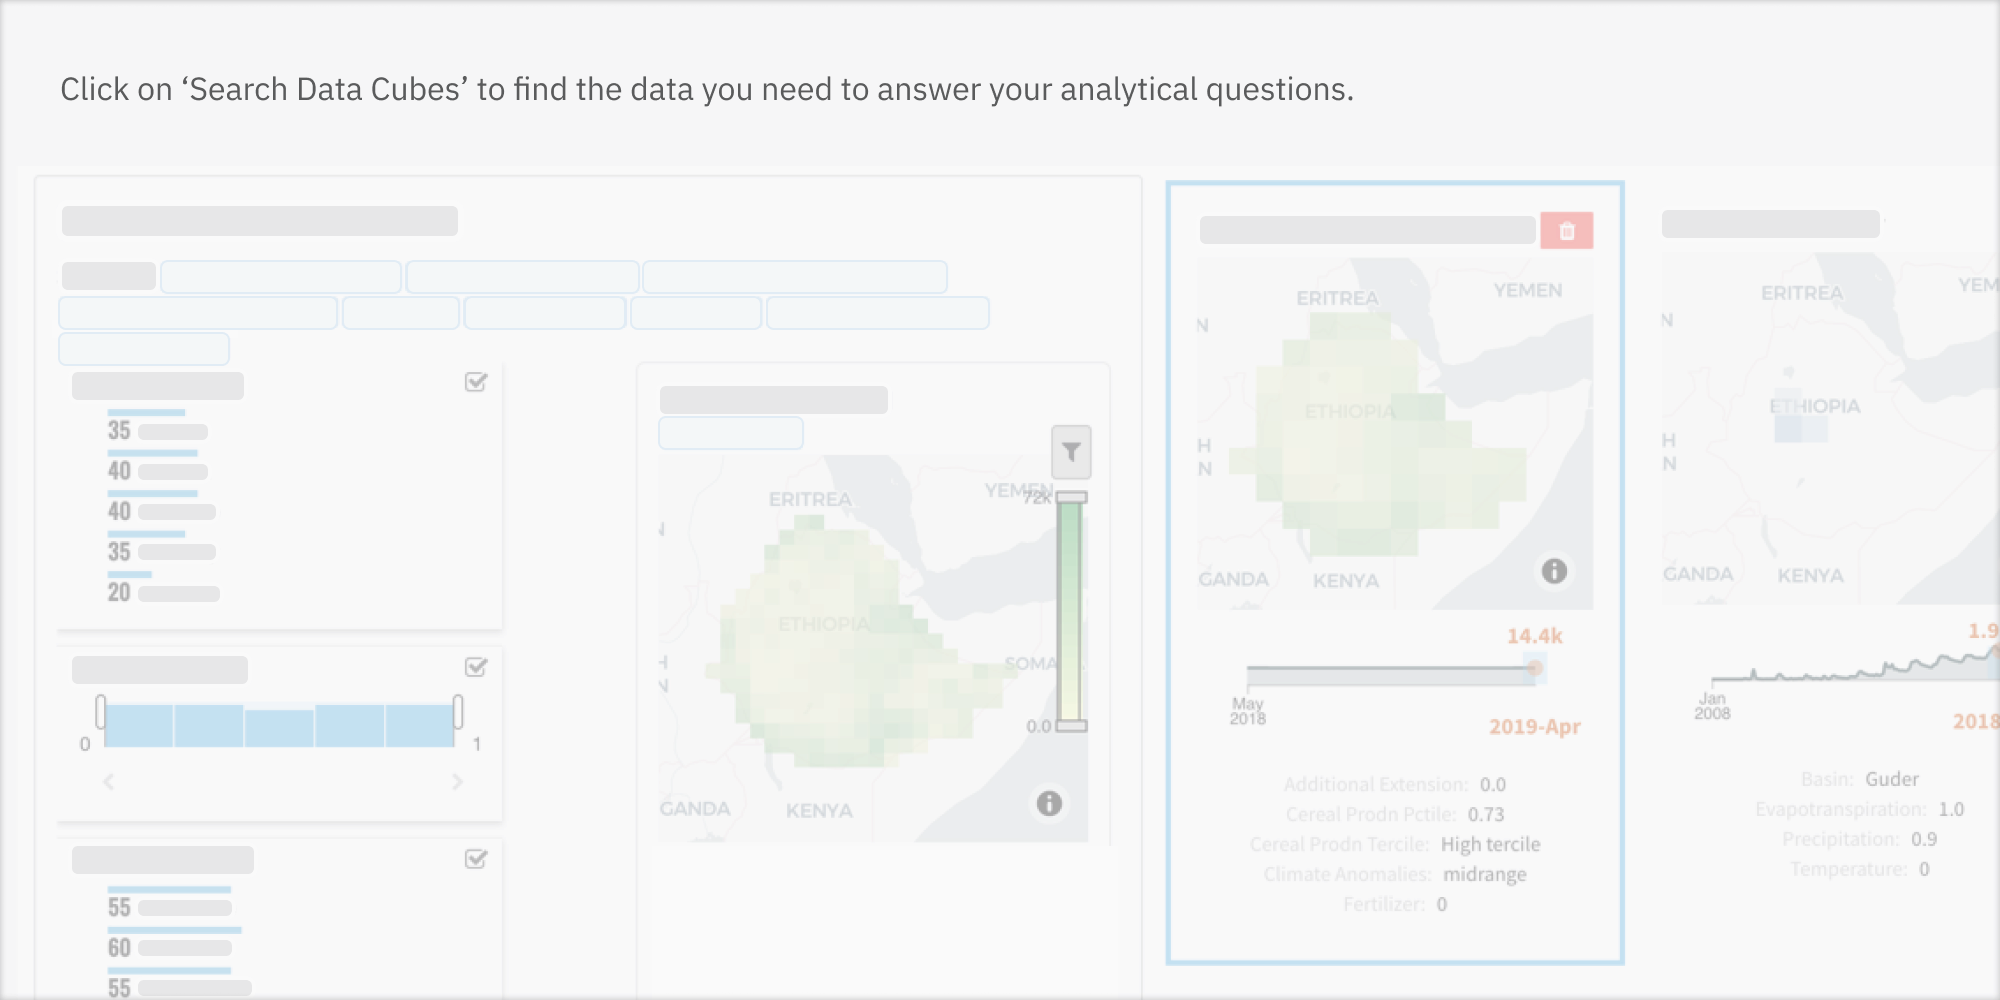 Click on ‘Search Data Cubes’ to find the data you need to answer your analytical questions.
35
40
40
35
20
0
1
55
60
55
ERITREA
YEMEN
72k
N
ETHIOPIA
SOMA
H
N
0.0
GANDA
KENYA
ERITREA
YEMEN
N
ETHIOPIA
H
N
GANDA
KENYA
14.4k
May
2018
2019-Apr
Additional Extension: 0.0
Cereal Prodn Pctile: 0.73
Cereal Prodn Tercile: High tercile
Climate Anomalies: midrange
Fertilizer: 0
ERITREA
YEM
N
ETHIOPIA
H
N
GANDA
KENYA
1.9
Jan
2008
2018
Basin: Guder
Evapotranspiration: 1.0
Precipitation: 0.9
Temperature: 0